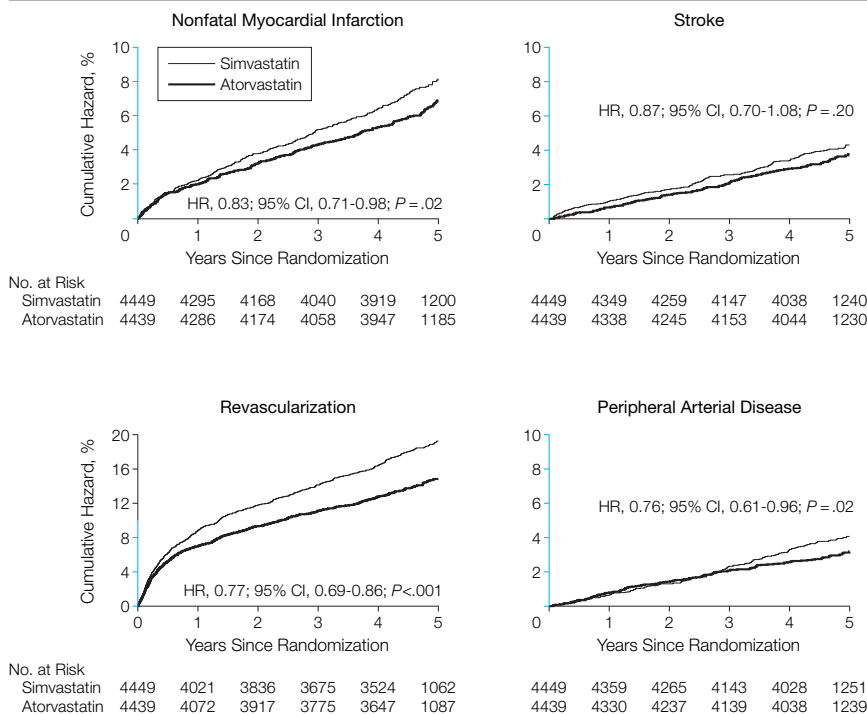 Nonfatal Myocardial Infarction
Cumulative Hazard, %
10
8
6
4
2
0
Simvastatin
Atorvastatin
HR, 0.83; 95% CI, 0.71-0.98; P = .02
1 2 3 4 5
Years Since Randomization
No. at Risk
Simvastatin 4449 4295 4168 4040 3919 1200
Atorvastatin 4439 4286 4174 4058 3947 1185
Stroke
10
8
6
4
2
0
HR, 0.87; 95% CI, 0.70-1.08; P = .20
1 2 3 4 5
Years Since Randomization
4449 4349 4259 4147 4038 1240
4439 4338 4245 4153 4044 1230
Revascularization
Cumulative Hazard, %
20
16
12
8
4
0
HR, 0.77; 95% CI, 0.69-0.86; P<.001
0 1 2 3 4 5
Years Since Randomization
No. at Risk
Simvastatin 4449 4021 3836 3675 3524 1062
Atorvastatin 4439 4072 3917 3775 3647 1087
Peripheral Arterial Disease
10
8
6
4
2
0
HR, 0.76; 95% CI, 0.61-0.96; P = .02
1 2 3 4 5
Years Since Randomization
4449 4359 4265 4143 4028 1251
4439 4330 4237 4139 4038 1239